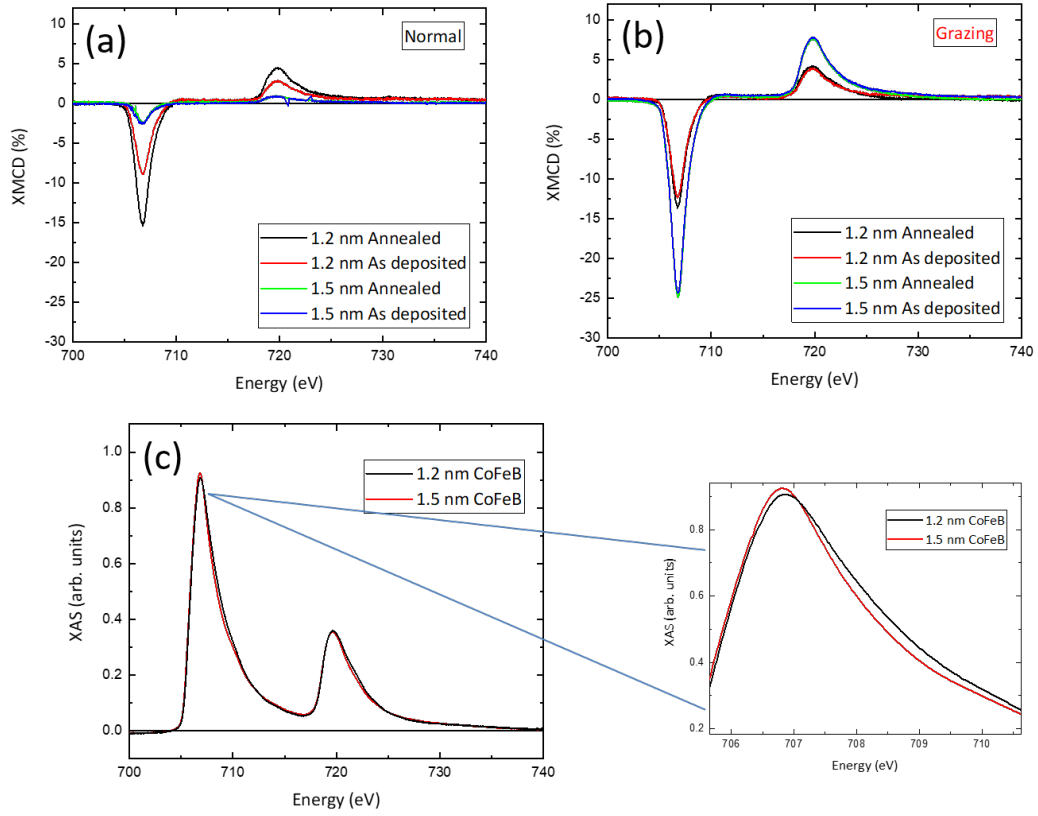 (a)
Normal
10
5
0
-5
-10
-15
-20
-25
-30
XMCD (%)
1.2 nm Annealed
1.2 nm As deposited
1.5 nm Annealed
1.5 nm As deposited
700
710
720
730
740
Energy (eV)
(b)
Grazing
10
5
0
-5
-10
-15
-20
-25
-30
XMCD (%)
1.2 nm Annealed
1.2 nm As deposited
1.5 nm Annealed
1.5 nm As deposited
700
710
720
730
740
Energy (eV)
(c)
1.0
0.8
0.6
0.4
0.2
0.0
XAS (arb. units)
1.2 nm CoFeB
1.5 nm CoFeB
700
710
720
730
740
Energy (eV)
0.8
0.6
0.4
0.2
XAS (arb. units)
1.2 nm CoFeB
1.5 nm CoFeB
706
707
708
709
710
Energy (eV)